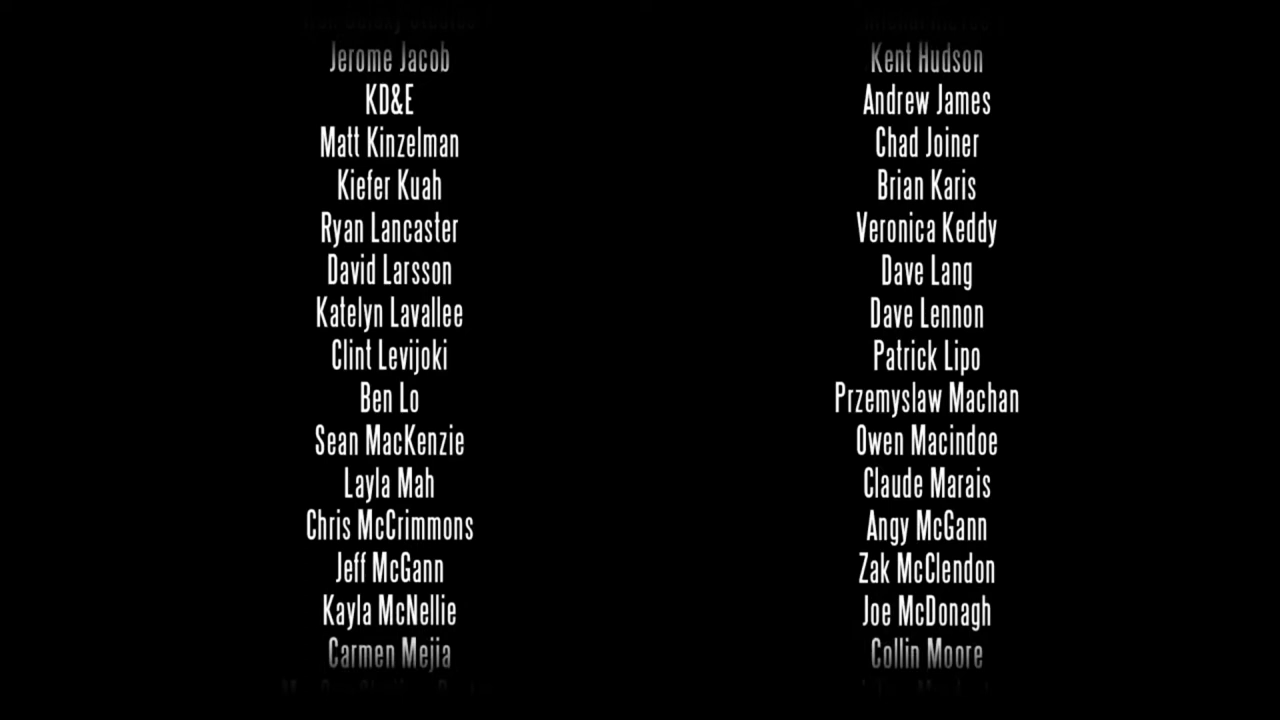 Jerome Jacob
KD&E
Matt Kinzelman
Kiefer Kuah
Ryan Lancaster
David Larsson
Katelyn Lavallee
Clint Levijoki
Ben Lo
Sean MacKenzie
Layla Mah
Chris McCrimmons
Jeff McGann
Kayla McNellie
Carmen Mejia
Kent Hudson
Andrew James
Chad Joiner
Brian Karis
Veronica Keddy
Dave Lang
Dave Lennon
Patrick Lipo
Przemyslaw Machan
Owen Macindoe
Claude Marais
Angy McGann
Zak McClendon
Joe McDonagh
Collin Moore